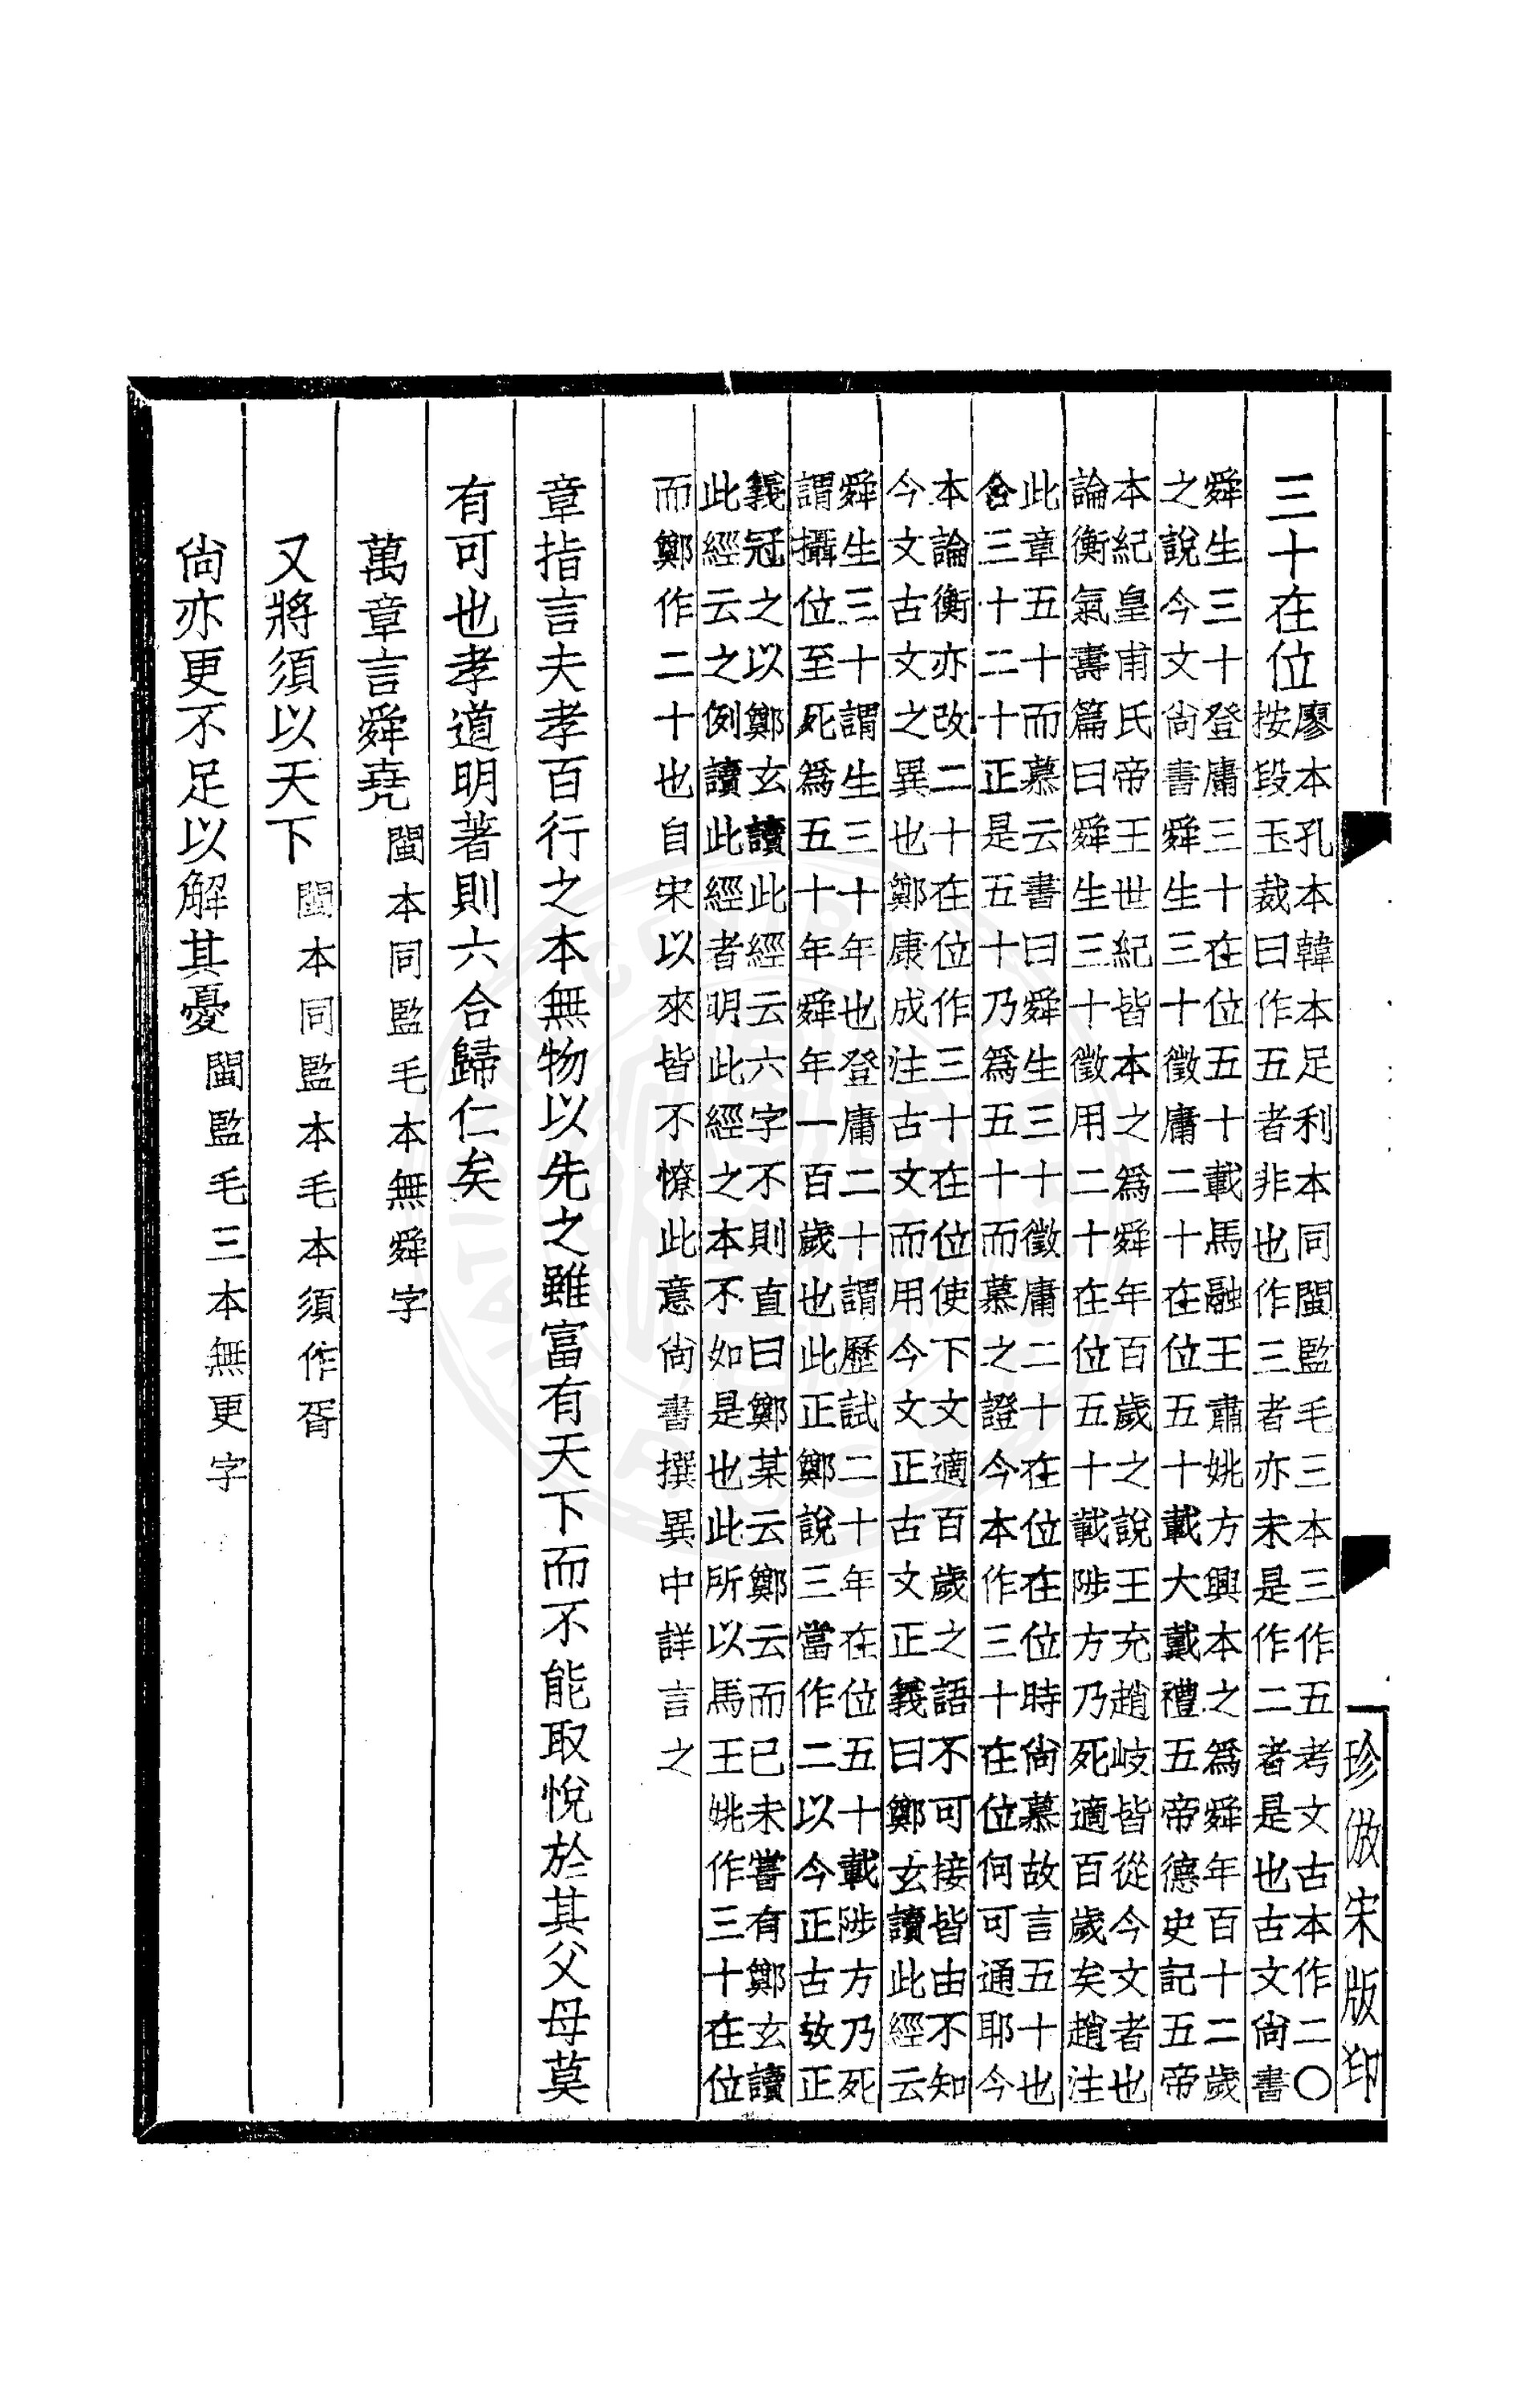 三十在位廖本孔本韓本足利本同閩監毛三本三作五考文古本作二〇
按段玉裁曰作五者非也作三者亦未是作二者是也古文尙書
舜生三十登庸三十在位五十載馬融王肅姚方興本之爲舜年百十二歲
之說今文尙書舜生三十徵庸二十在位五十載大戴禮五帝德史記五帝
本紀皇甫氏帝王世紀皆本之爲舜年百歲之說王充趙岐皆從今文者也
論衡氣壽篇曰舜生三十徵用二十在位五十載陟方乃死適百歲矣趙注
此章五十而慕云書曰舜生三十徵庸二十在位在位時尙慕故言五十也
合三十二十正是五十乃爲五十而慕之證今本作三十在位何可通耶今
本論衡亦改二十在位作三十在位使下文適百歲之語不可接皆由不知
今文古文之異也鄭康成注古文而用今文正古文正義曰鄭玄讀此經云
舜生三十謂生三十年也登庸二十謂歷試二十年在位五十載陟方乃死
謂攝位至死爲五十年舜年一百歲也此正鄭說三當作二以今正古故正
義冠之以鄭玄讀此經云六字不則直曰鄭某云鄭云而已未嘗有鄭玄讀
此經云之例讀此經者明此經之本不如是也此所以馬王姚作三十在位
而鄭作二十也自宋以來皆不憭此意尙書撰異中詳言之
章指言夫孝百行之本無物以先之雖富有天下而不能取悅於其父母莫
有可也孝道明著則六合歸仁矣
萬章言舜堯閩本同監毛本無舜字
又將須以天下閩本同監本毛本須作胥
尙亦更不足以解其憂閩監毛三本無更字
珍倣宋版印